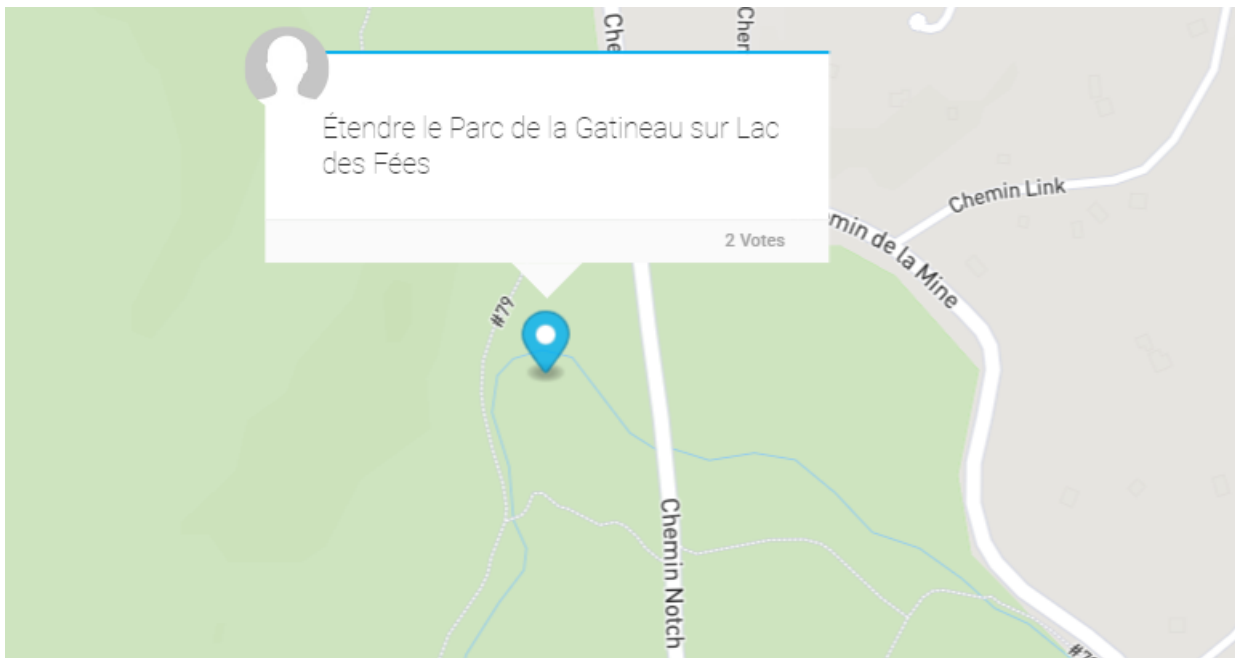 Étendre le Parc de la Gatineau sur Lac
des Fées
2 Votes
Chemin Link
emin de la Mine
#79
Chemin Notch